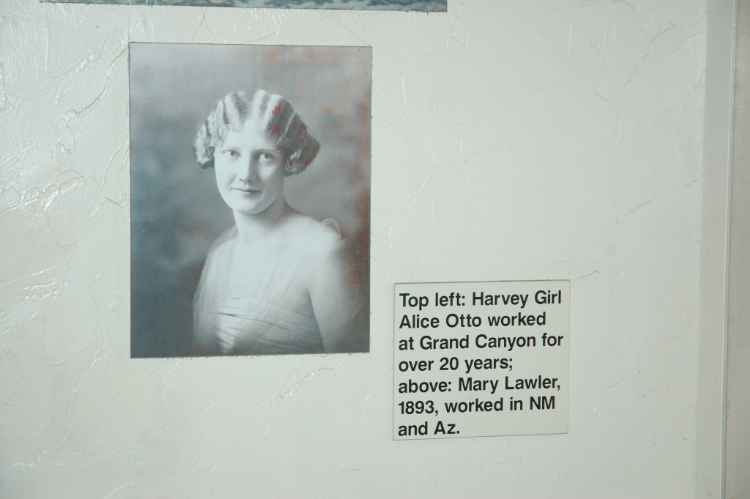 Top left: Harvey Girl
Alice Otto worked
at Grand Canyon for
over 20 years;
above: Mary Lawler,
1893, worked in NM
and Az.